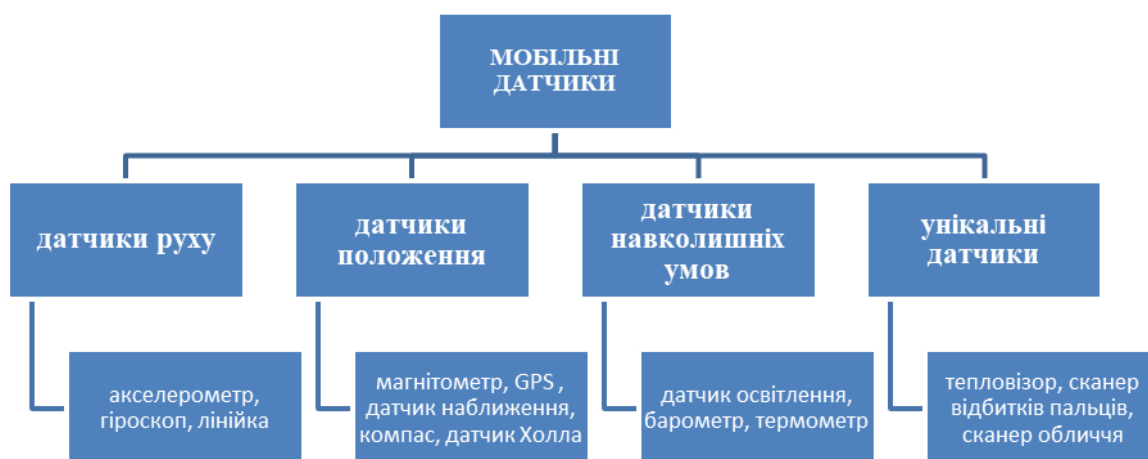 МОБІЛЬНІ
ДАТЧИКИ
датчики руху
датчики
положення
датчики
навколишніх
умов
унікальні
датчики
акселерометр,
гіроскоп, лінійка
магнітометр, GPS ,
датчик наближення,
компас, датчик Холла
датчик освітлення,
барометр, термометр
тепловізор, сканер
відбитків пальців,
сканер обличчя